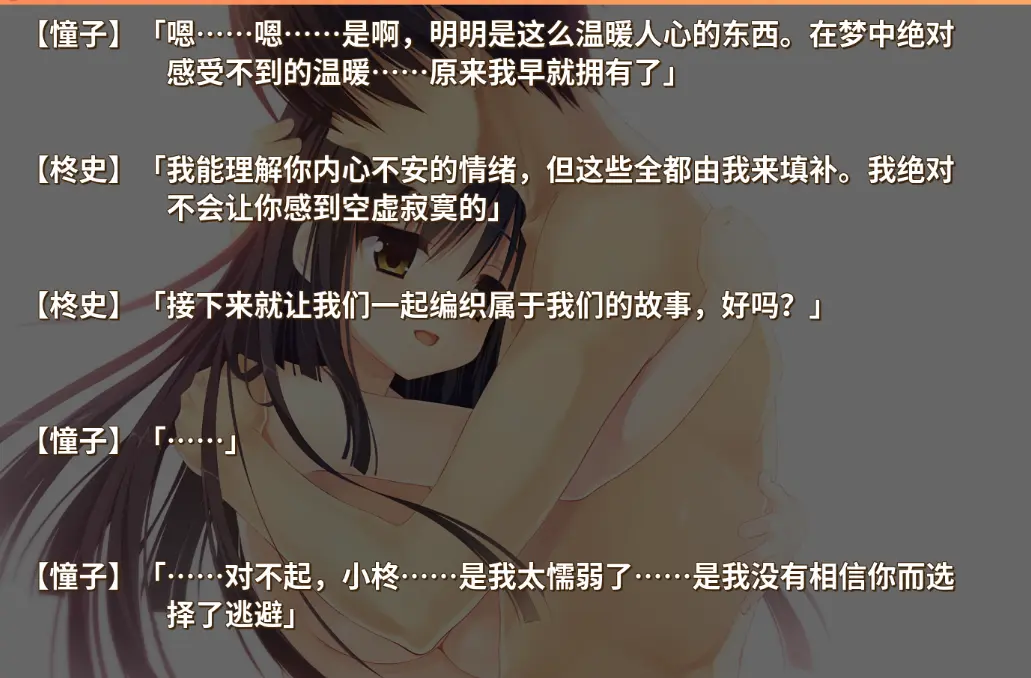 【憧子】「嗯……嗯……是啊，明明是这么温暖人心的东西。在梦中绝对
感受不到的温暖……原来我早就拥有了」
【柊史】「我能理解你内心不安的情绪，但这些全都由我来填补。我绝对
不会让你感到空虚寂寞的」
【柊史】「接下来就让我们一起编织属于我们的故事，好吗？」
【憧子】「……」
【憧子】「……对不起，小柊……是我太懦弱了……是我没有相信你而选
择了逃避」